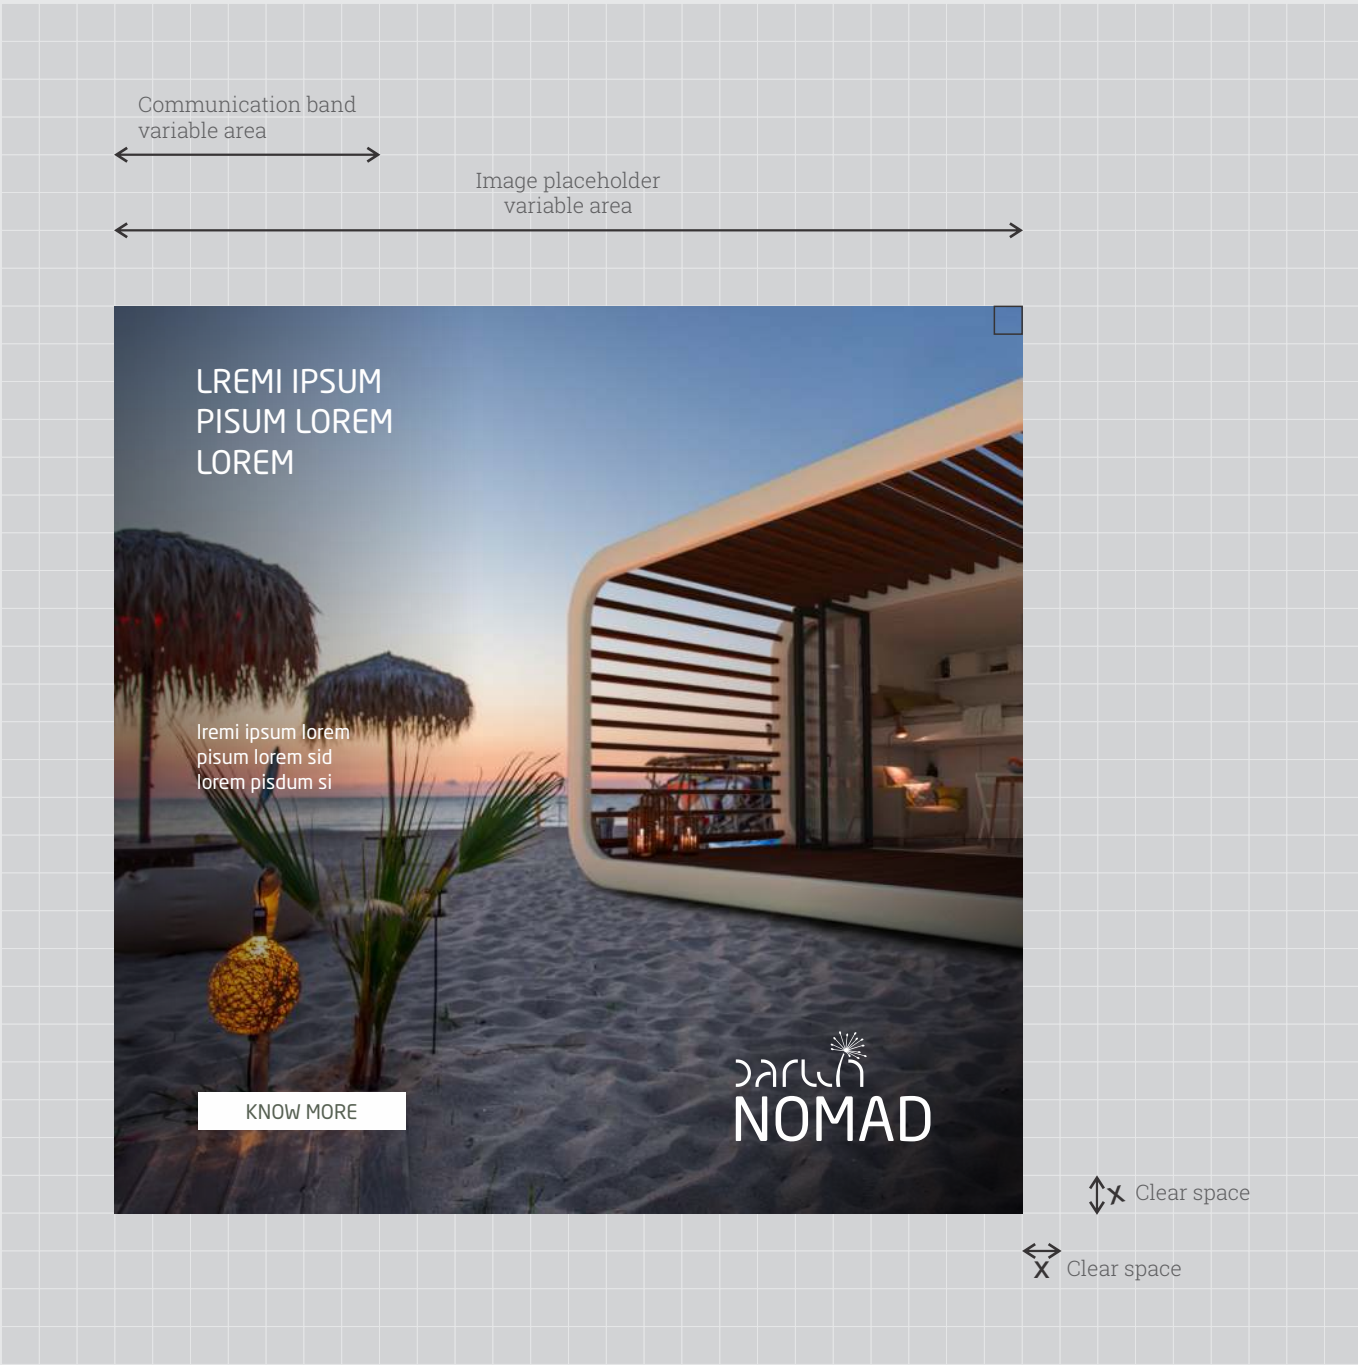 Communication band
variable area
Image placeholder
variable area
LREMI IPSUM
PISUM LOREM
LOREM
lremi ipsum lorem
pisum lorem sid
lorem pisdum si
KNOW MORE
Darwin
NOMAD
X Clear space
X Clear space